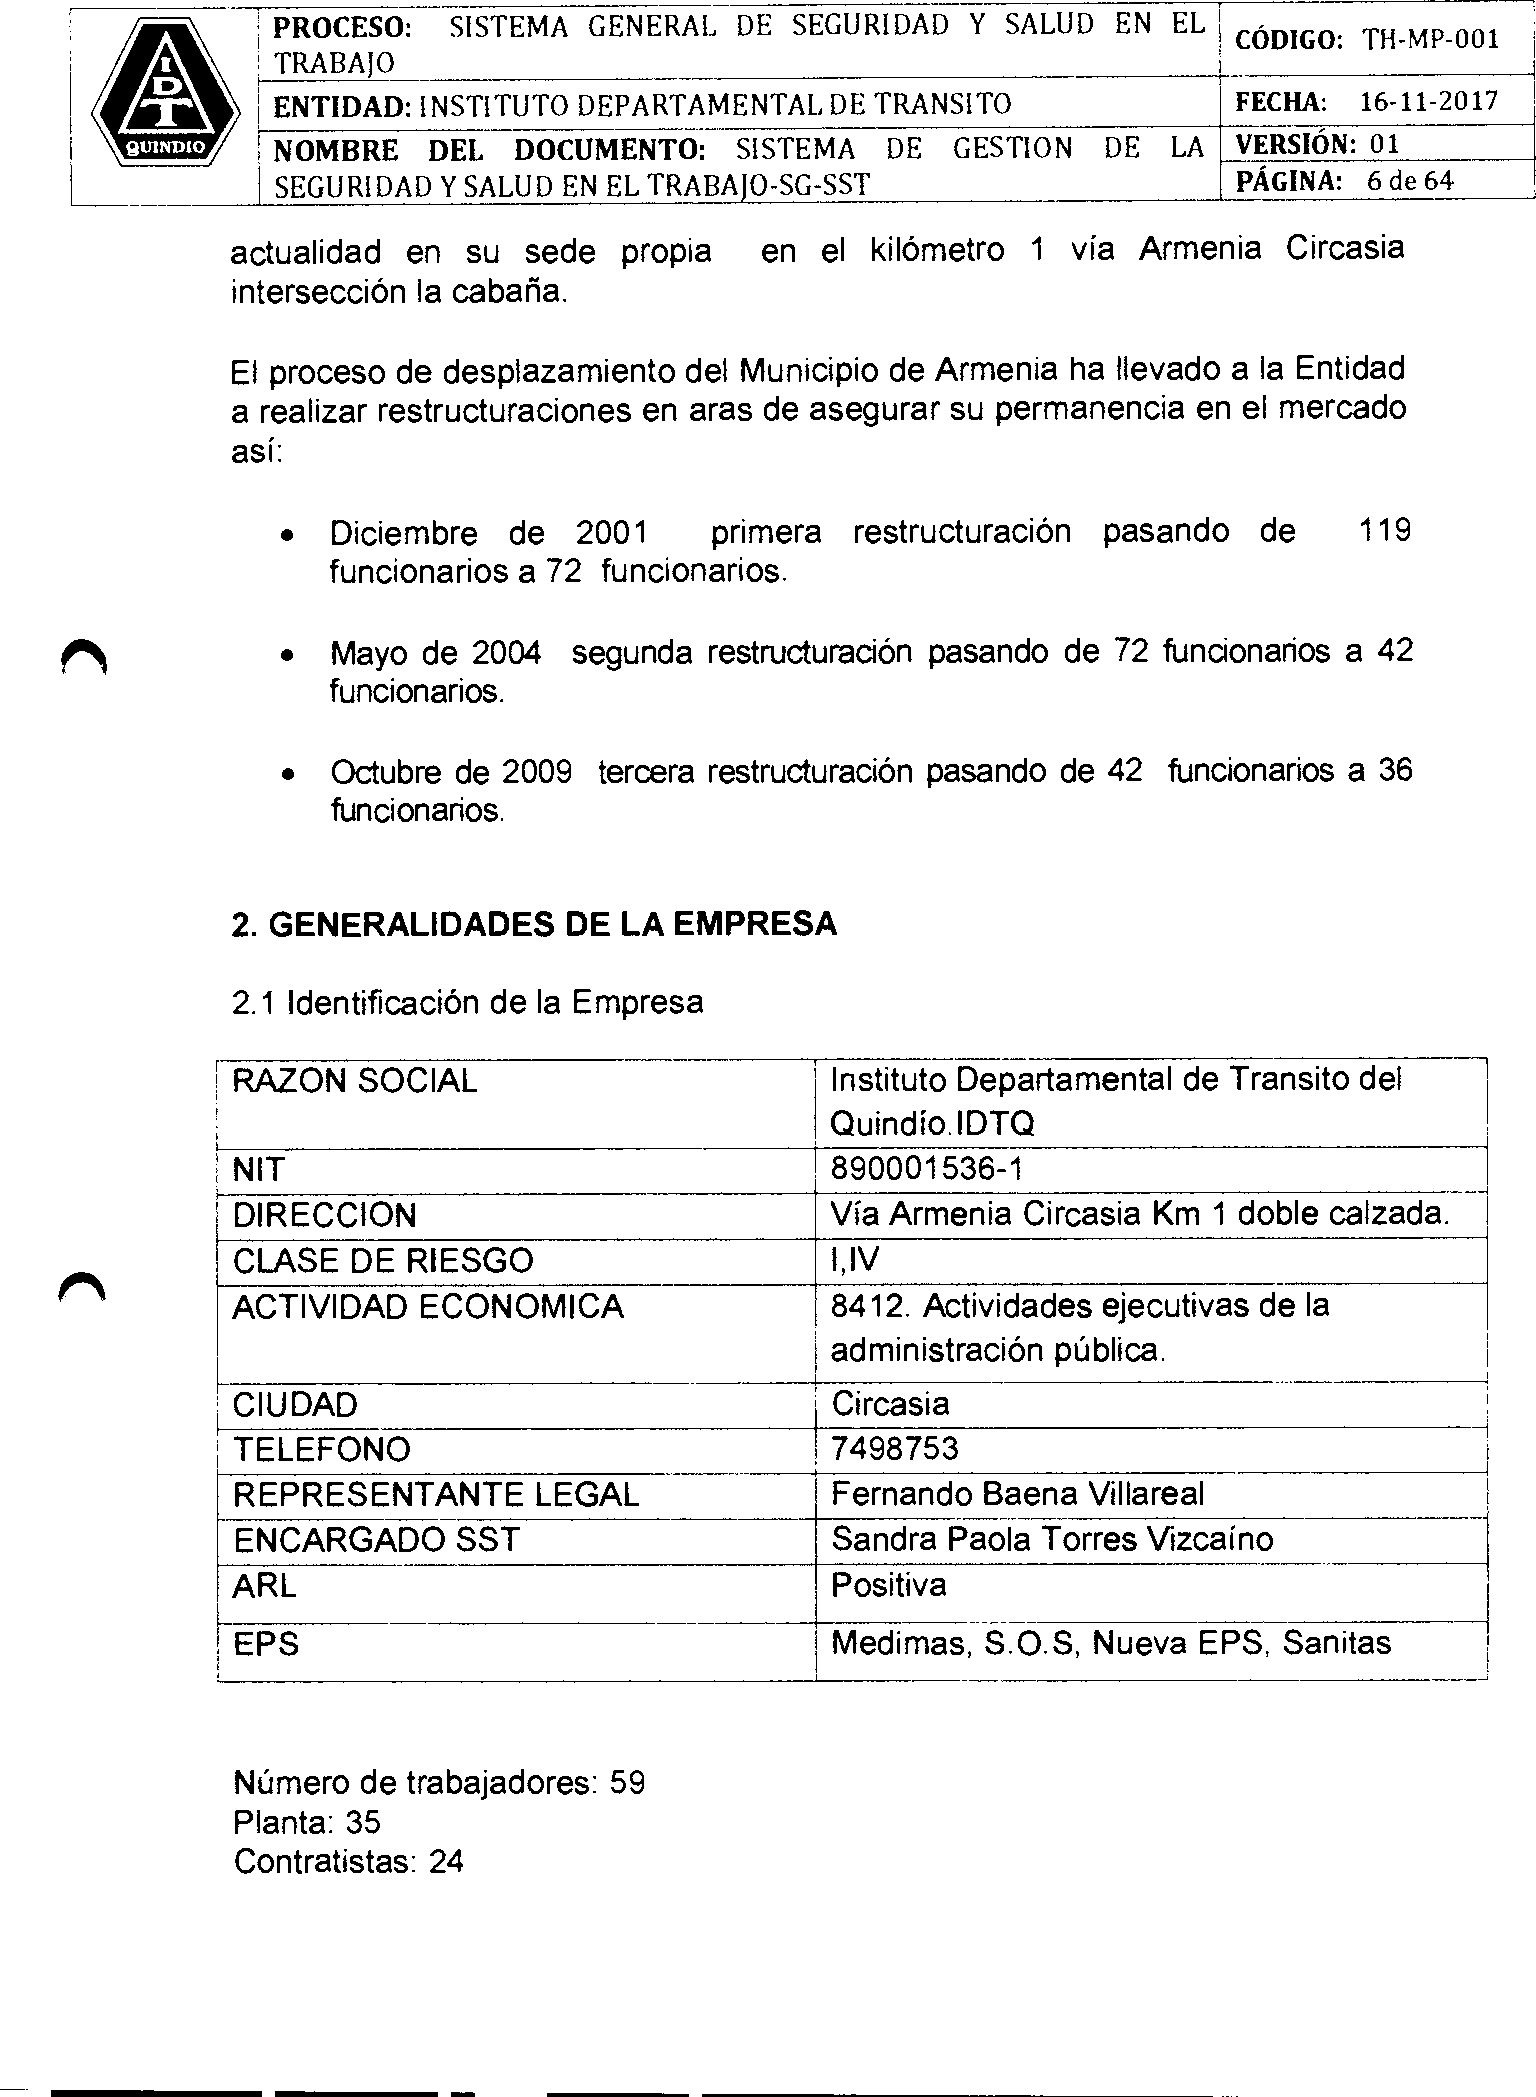 IDT
QUINDIO
PROCESO: SISTEMA GENERAL DE SEGURIDAD Y SALUD EN EL
TRABAJO
CÓDIGO: TH-MP-001
ENTIDAD: INSTITUTO DEPARTAMENTAL DE TRANSITO
FECHA: 16-11-2017
NOMBRE DEL DOCUMENTO: SISTEMA DE GESTION DE LA
SEGURIDAD Y SALUD EN EL TRABAJO-SG-SST
VERSIÓN: 01
PÁGINA: 6 de 64
actualidad en su sede propia en el kilómetro 1 vía Armenia Circasia
intersección la cabaña.
El proceso de desplazamiento del Municipio de Armenia ha llevado a la Entidad
a realizar restructuraciones en aras de asegurar su permanencia en el mercado
así:
• Diciembre de 2001 primera restructuración pasando de 119
funcionarios a 72 funcionarios.
• Mayo de 2004 segunda restructuración pasando de 72 funcionarios a 42
funcionarios.
• Octubre de 2009 tercera restructuración pasando de 42 funcionarios a 36
funcionarios.
2. GENERALIDADES DE LA EMPRESA
2.1 Identificación de la Empresa
RAZON SOCIAL
Instituto Departamental de Transito del
Quindío.IDTQ
NIT
890001536-1
DIRECCION
Vía Armenia Circasia Km 1 doble calzada.
CLASE DE RIESGO
I,IV
ACTIVIDAD ECONOMICA
8412. Actividades ejecutivas de la
administración pública.
CIUDAD
Circasia
TELEFONO
7498753
REPRESENTANTE LEGAL
Fernando Baena Villareal
ENCARGADO SST
Sandra Paola Torres Vizcaíno
ARL
Positiva
EPS
Medimas, S.O.S, Nueva EPS, Sanitas
Número de trabajadores: 59
Planta: 35
Contratistas: 24